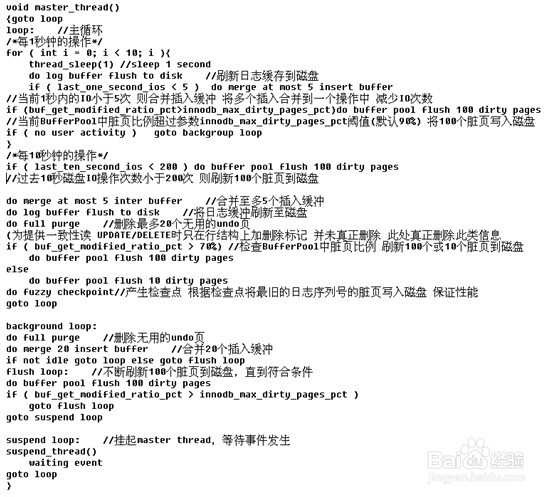 void master_thread()
{goto loop
loop:    //主循环
/*每1秒钟的操作*/
for ( int i = 0; i < 10; i ){
    thread_sleep(1) //sleep 1 second
    do log buffer flush to disk    //刷新日志缓存到磁盘
    if ( last_one_second_ios < 5 )  do merge at most 5 insert buffer
//当前1秒内的IO小于5次 则合并插入缓冲 将多个插入合并到一个操作中 减少IO次数
if (buf_get_modified_ratio_pct>innodb_max_dirty_pages_pct)do buffer pool flush 100 dirty pages
//当前BufferPool中脏页比例超过参数innodb_max_dirty_pages_pct阈值(默认90%) 将100个脏页写入磁盘
if ( no user activity )   goto backgroup loop
}
/*每10秒钟的操作*/
if ( last_ten_second_ios < 200 ) do buffer pool flush 100 dirty pages
//过去10秒磁盘IO操作次数小于200次 则刷新100个脏页到磁盘
do merge at most 5 inter buffer    //合并至多5个插入缓冲
do log buffer flush to disk    //将日志缓冲刷新至磁盘
do full purge    //删除最多20个无用的undo页
(为提供一致性读 UPDATE/DELETE时只在行结构上加删除标记 并未真正删除 此处真正删除此类信息
if ( buf_get_modified_ratio_pct > 70%) //检查BufferPool中脏页比例 刷新100个或10个脏页到磁盘
    do buffer pool flush 100 dirty pages
else
    do buffer pool flush 10 dirty pages
do fuzzy checkpoint//产生检查点 根据检查点将最旧的日志序列号的脏页写入磁盘 保证性能
goto loop
background loop:
do full purge    //删除无用的undo页
do merge 20 insert buffer    //合并20个插入缓冲
if not idle goto loop else goto flush loop
flush loop:    //不断刷新100个脏页到磁盘，直到符合条件
do buffer pool flush 100 dirty pages
if ( buf_get_modified_ratio_pct > innodb_max_dirty_pages_pct )
    goto flush loop
goto suspend loop
suspend loop:    //挂起master thread，等待事件发生
suspend_thread()
    waiting event
goto loop
}
Baidu经验
jingyan.baidu.com